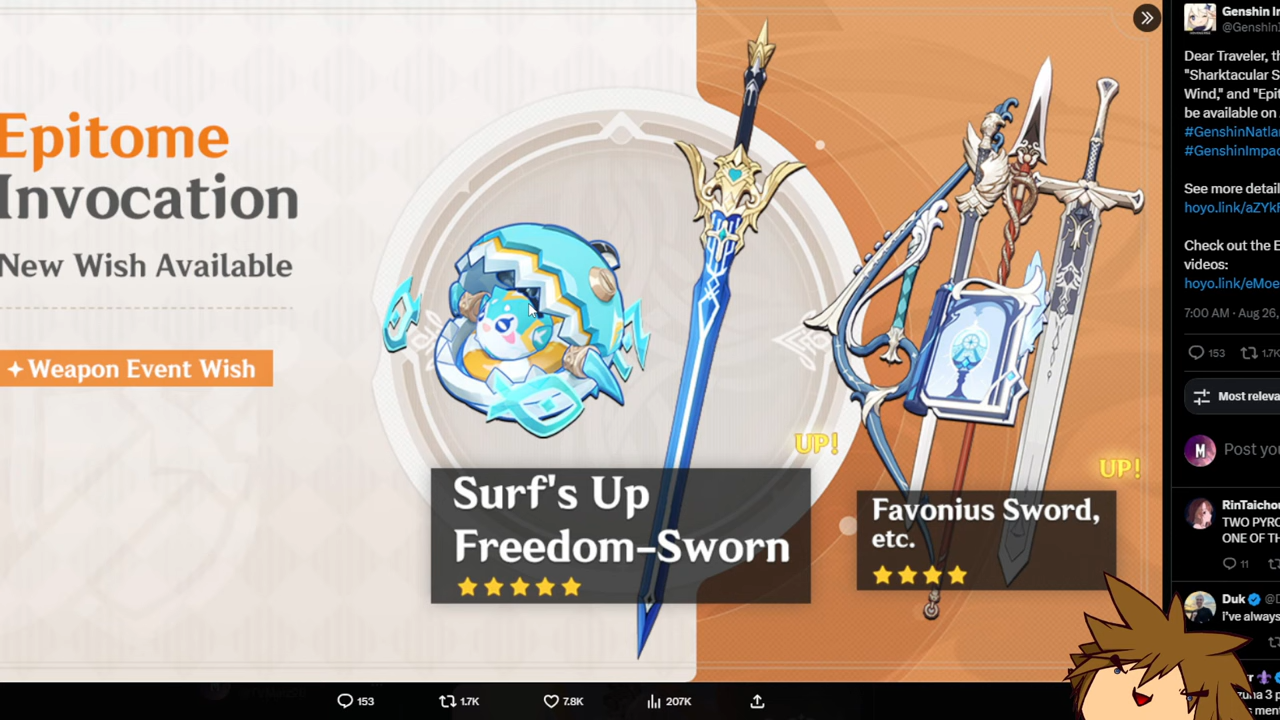 Epitome
Invocation
New Wish Available
Weapon Event Wish
UP!
Surf's Up
Freedom-Sworn
UP!
Favonius Sword,
etc.
153
1.7K
7.8K
207K
Genshin
Dear Traveler,
"Sharktacular
Wind," and
be available on
#GenshinNatla
#GenshinImpac
See more detail
hoyo.link/aZYk
Check out the
videos:
hoyo.link/eMoe
7:00 AM · Aug 26,
153
1.7K
Most releva
M
Post you
RinTaichou
TWO PYRO
ONE OF TH
11
Duk
i've always